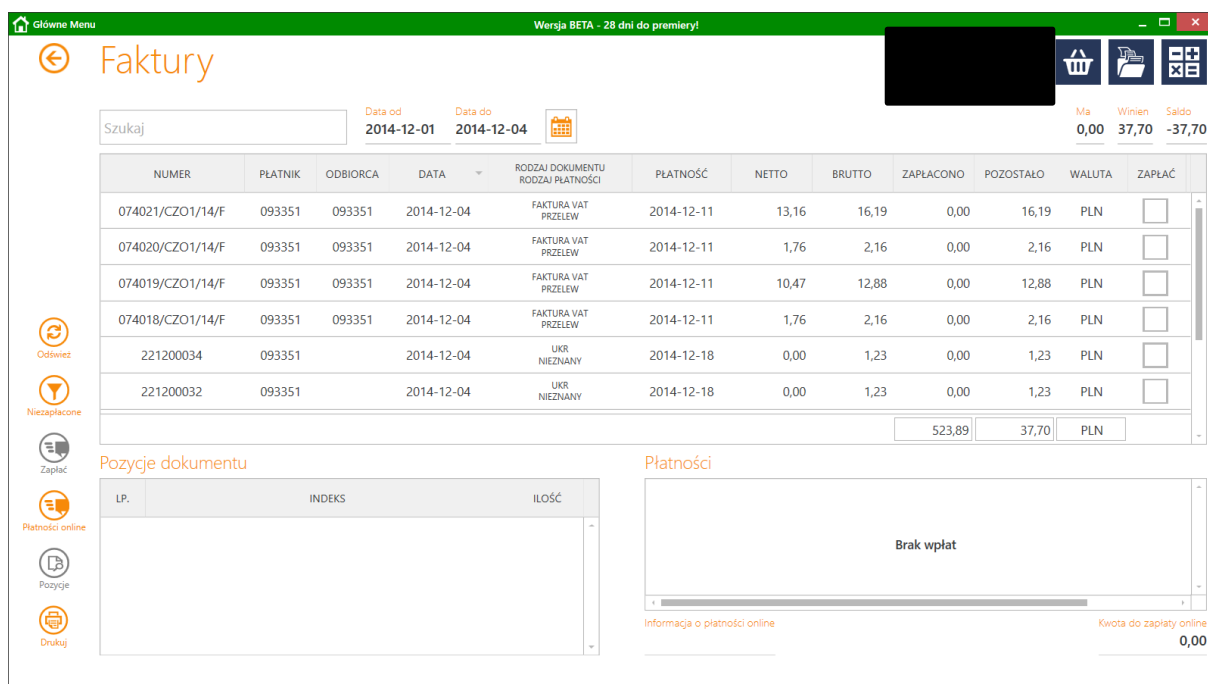 Główne Menu
Wersja BETA - 28 dni do premiery!
Faktury
Szukaj
Data od Data do
2014-12-01 2014-12-04
Ma Winien Saldo
0,00 37,70 -37,70
NUMER PŁATNIK ODBIORCA DATA RODZAJ DOKUMENTU RODZAJ PŁATNOŚCI PŁATNOŚĆ NETTO BRUTTO ZAPŁACONO POZOSTAŁO WALUTA ZAPŁAĆ
074021/CZO1/14/F 093351 093351 2014-12-04 FAKTURA VAT PRZELEW 2014-12-11 13,16 16,19 0,00 16,19 PLN
074020/CZO1/14/F 093351 093351 2014-12-04 FAKTURA VAT PRZELEW 2014-12-11 1,76 2,16 0,00 2,16 PLN
074019/CZO1/14/F 093351 093351 2014-12-04 FAKTURA VAT PRZELEW 2014-12-11 10,47 12,88 0,00 12,88 PLN
074018/CZO1/14/F 093351 093351 2014-12-04 FAKTURA VAT PRZELEW 2014-12-11 1,76 2,16 0,00 2,16 PLN
221200034 093351 2014-12-04 UKR NIEZNANY 2014-12-18 0,00 1,23 0,00 1,23 PLN
221200032 093351 2014-12-04 UKR NIEZNANY 2014-12-18 0,00 1,23 0,00 1,23 PLN
523,89 37,70 PLN
Odśwież
Niezapłacone
Zapłać
Płatności online
Pozycje
Drukuj
Pozycje dokumentu
LP. INDEKS ILOŚĆ
Płatności
Brak wpłat
Informacja o płatności online
Kwota do zapłaty online
0,00